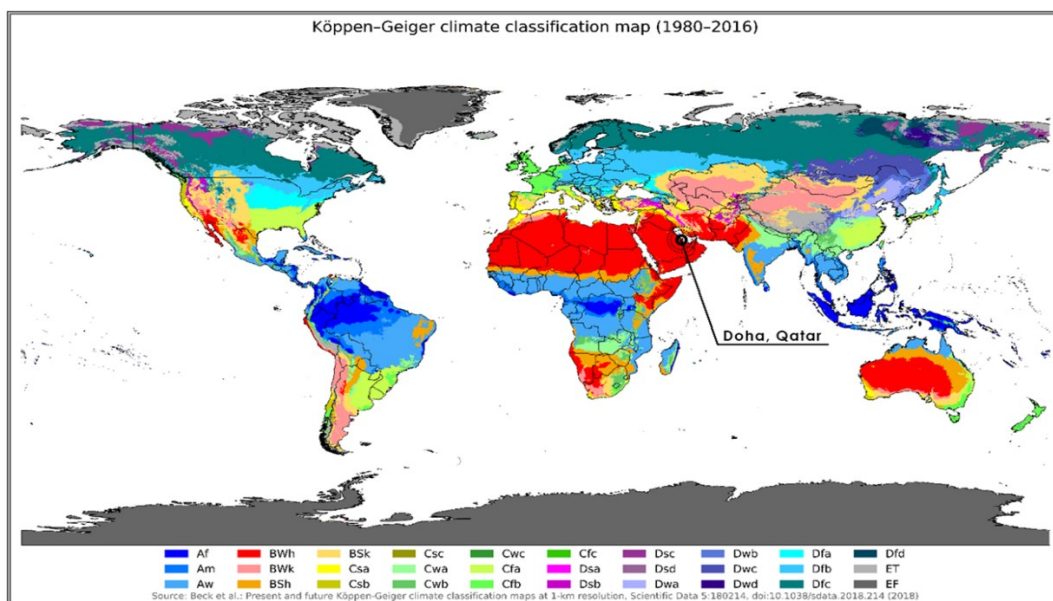 Köppen–Geiger climate classification map (1980–2016)
Doha, Qatar
Af BWh BSk Csc Cwc Cfc Dsc Dwb Dfa Dfd
Am BWk Csa Cwa Cfa Dsa Dsd Dwc Dfb ET
Aw BSh Csb Cwb Cfb Dsb Dwa Dwd Dfc EF
Source: Beck et al.: Present and future Köppen-Geiger climate classification maps at 1-km resolution, Scientific Data 5:180214, doi:10.1038/sdata.2018.214 (2018)